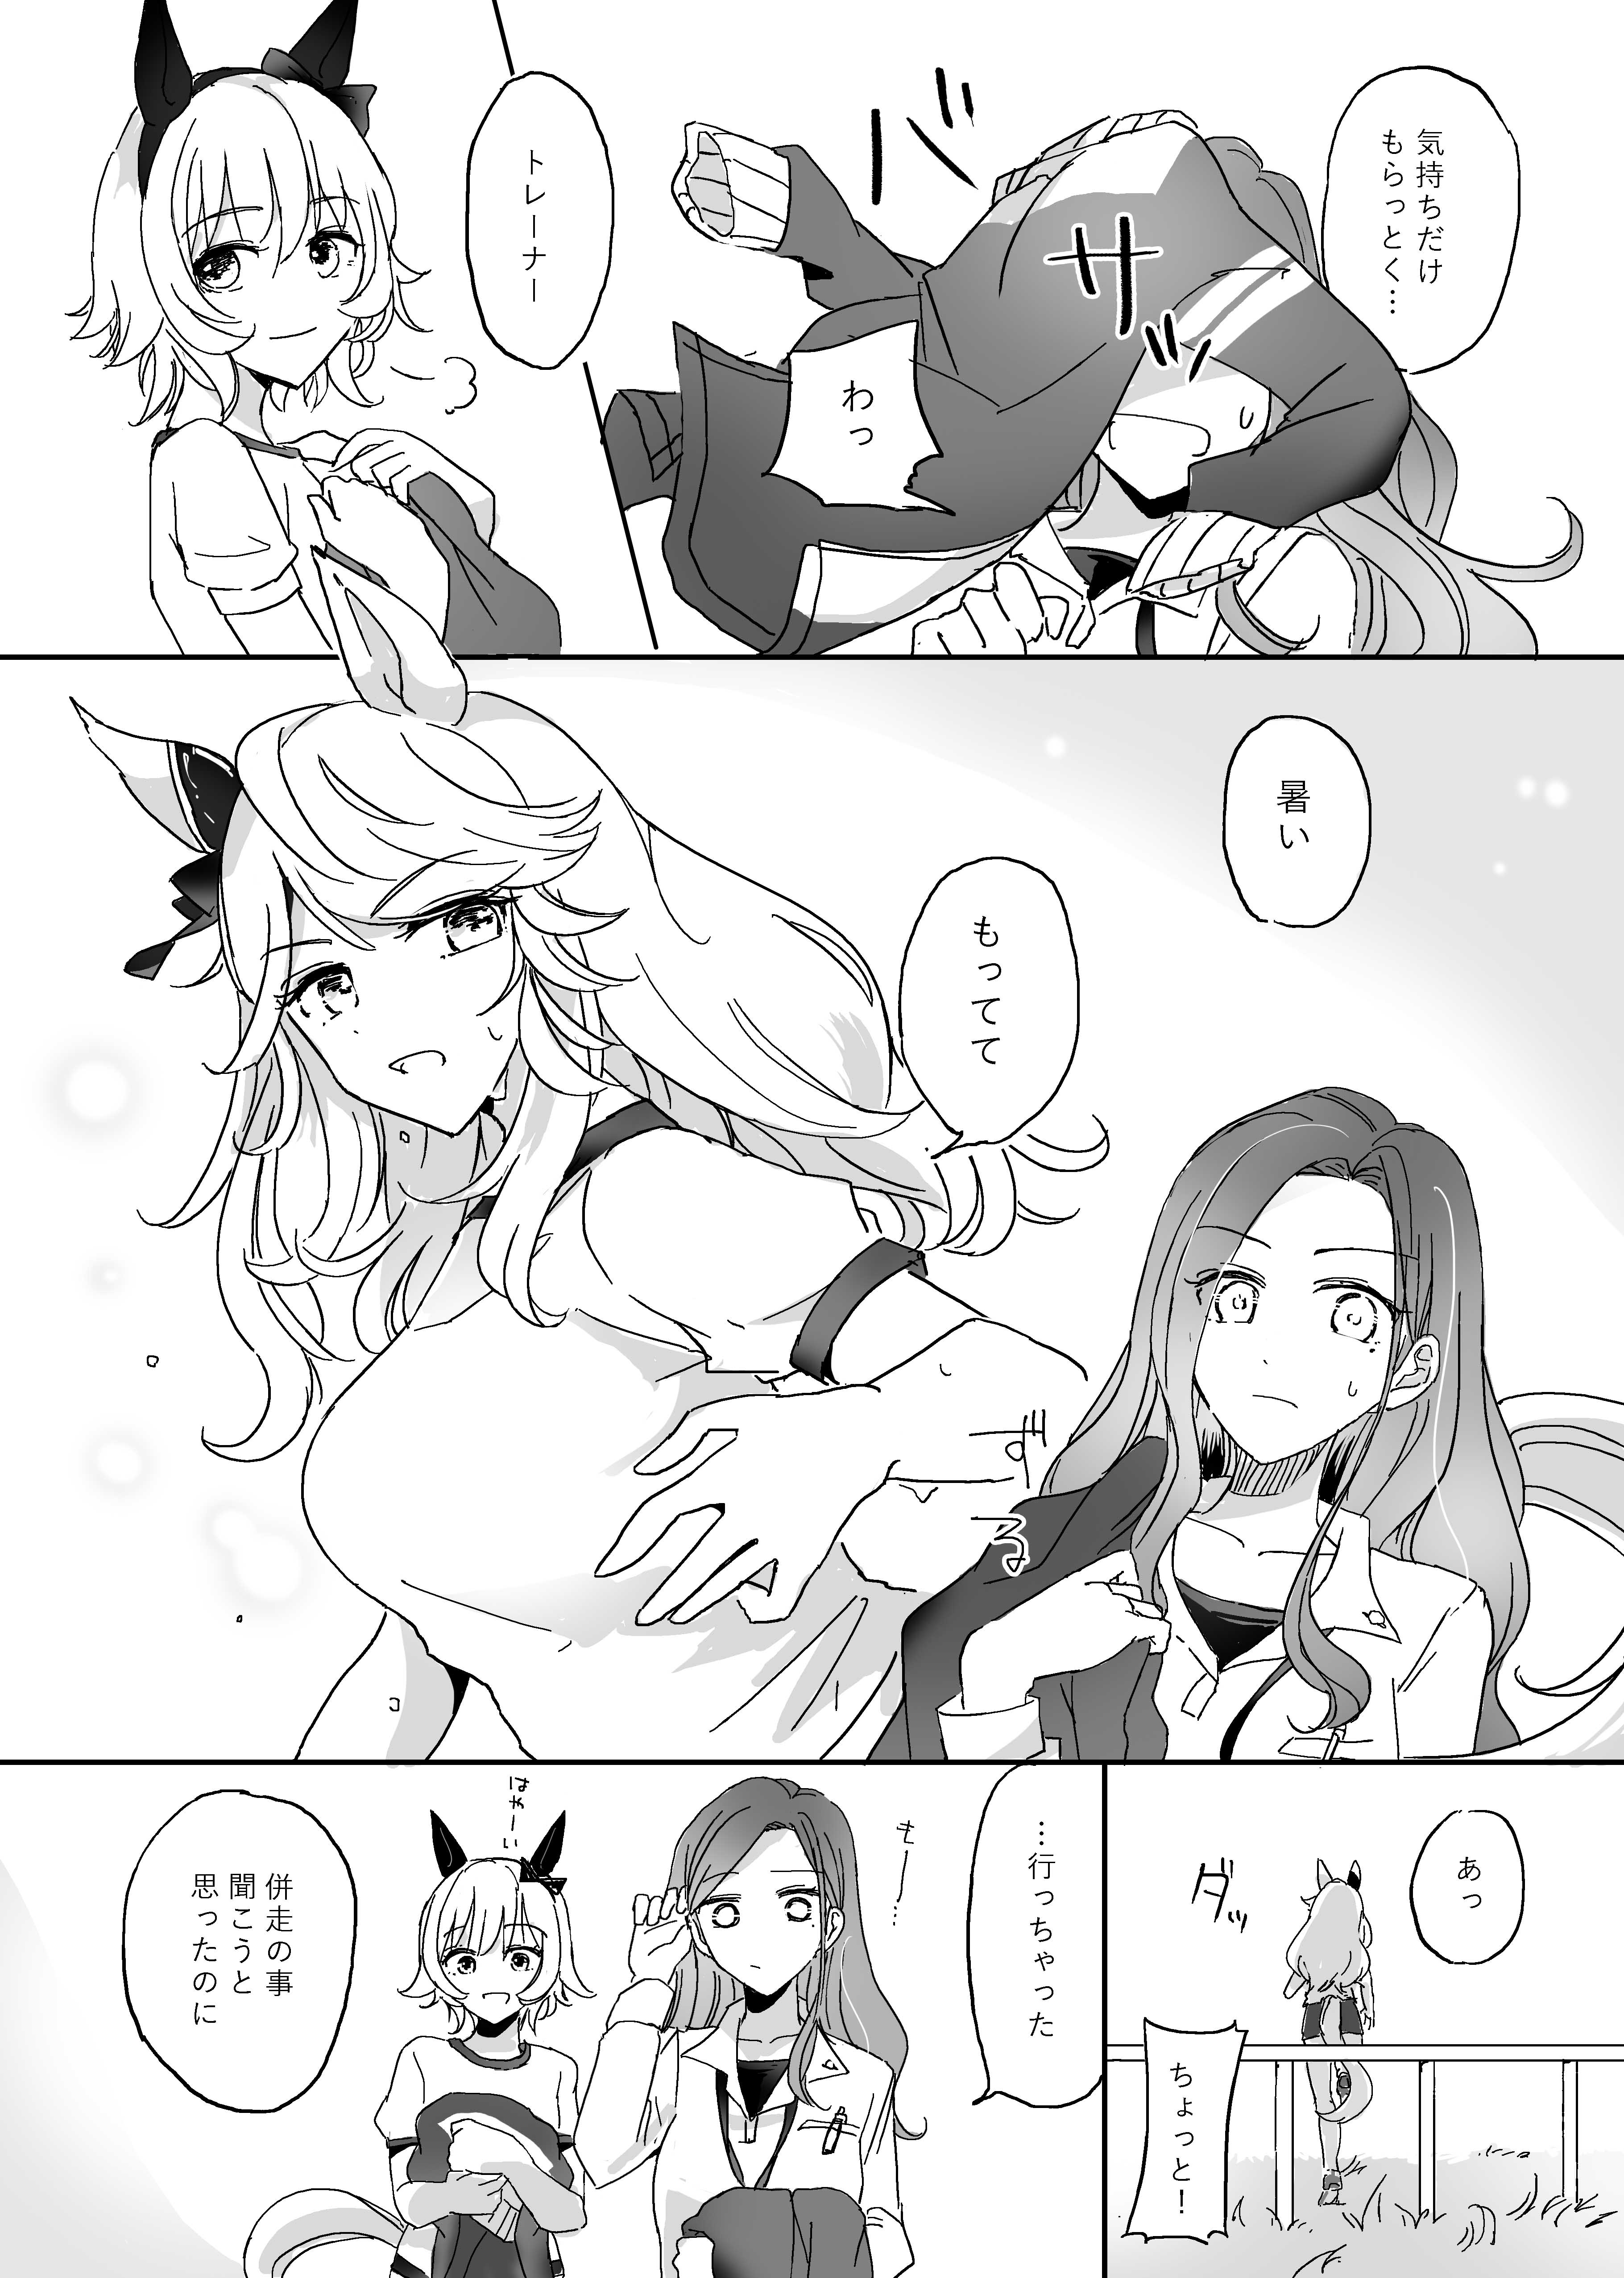 気持ちだけ
もらっとく…
バサッ
わっ
トレーナー
暑い
もってて
ずる
あっ
ダッ
ちょっと！
…行っちゃった
もー…
はやーい
併走の事
聞こうと
思ったのに